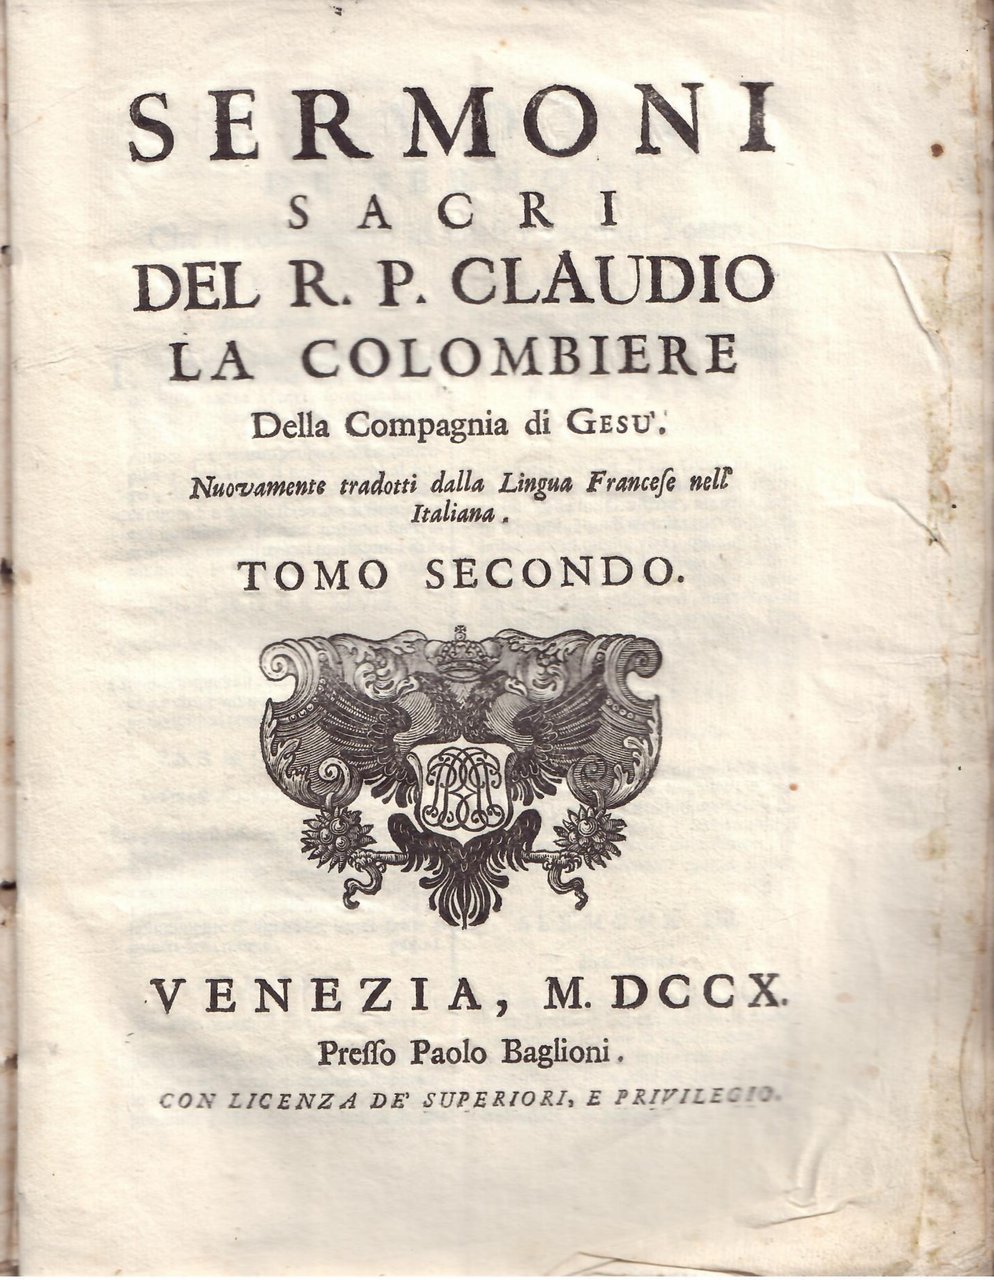 SERMONI
SACRI
DEL R. P. CLAUDIO
LA COLOMBIERE
Della Compagnia di GESU'.
Nuovamente tradotti dalla Lingua Franceſe nell'
Italiana.
TOMO SECONDO.
VENEZIA, M. DCCX.
Preſſo Paolo Baglioni.
CON LICENZA DE' SUPERIORI, E PRIVILEGIO.